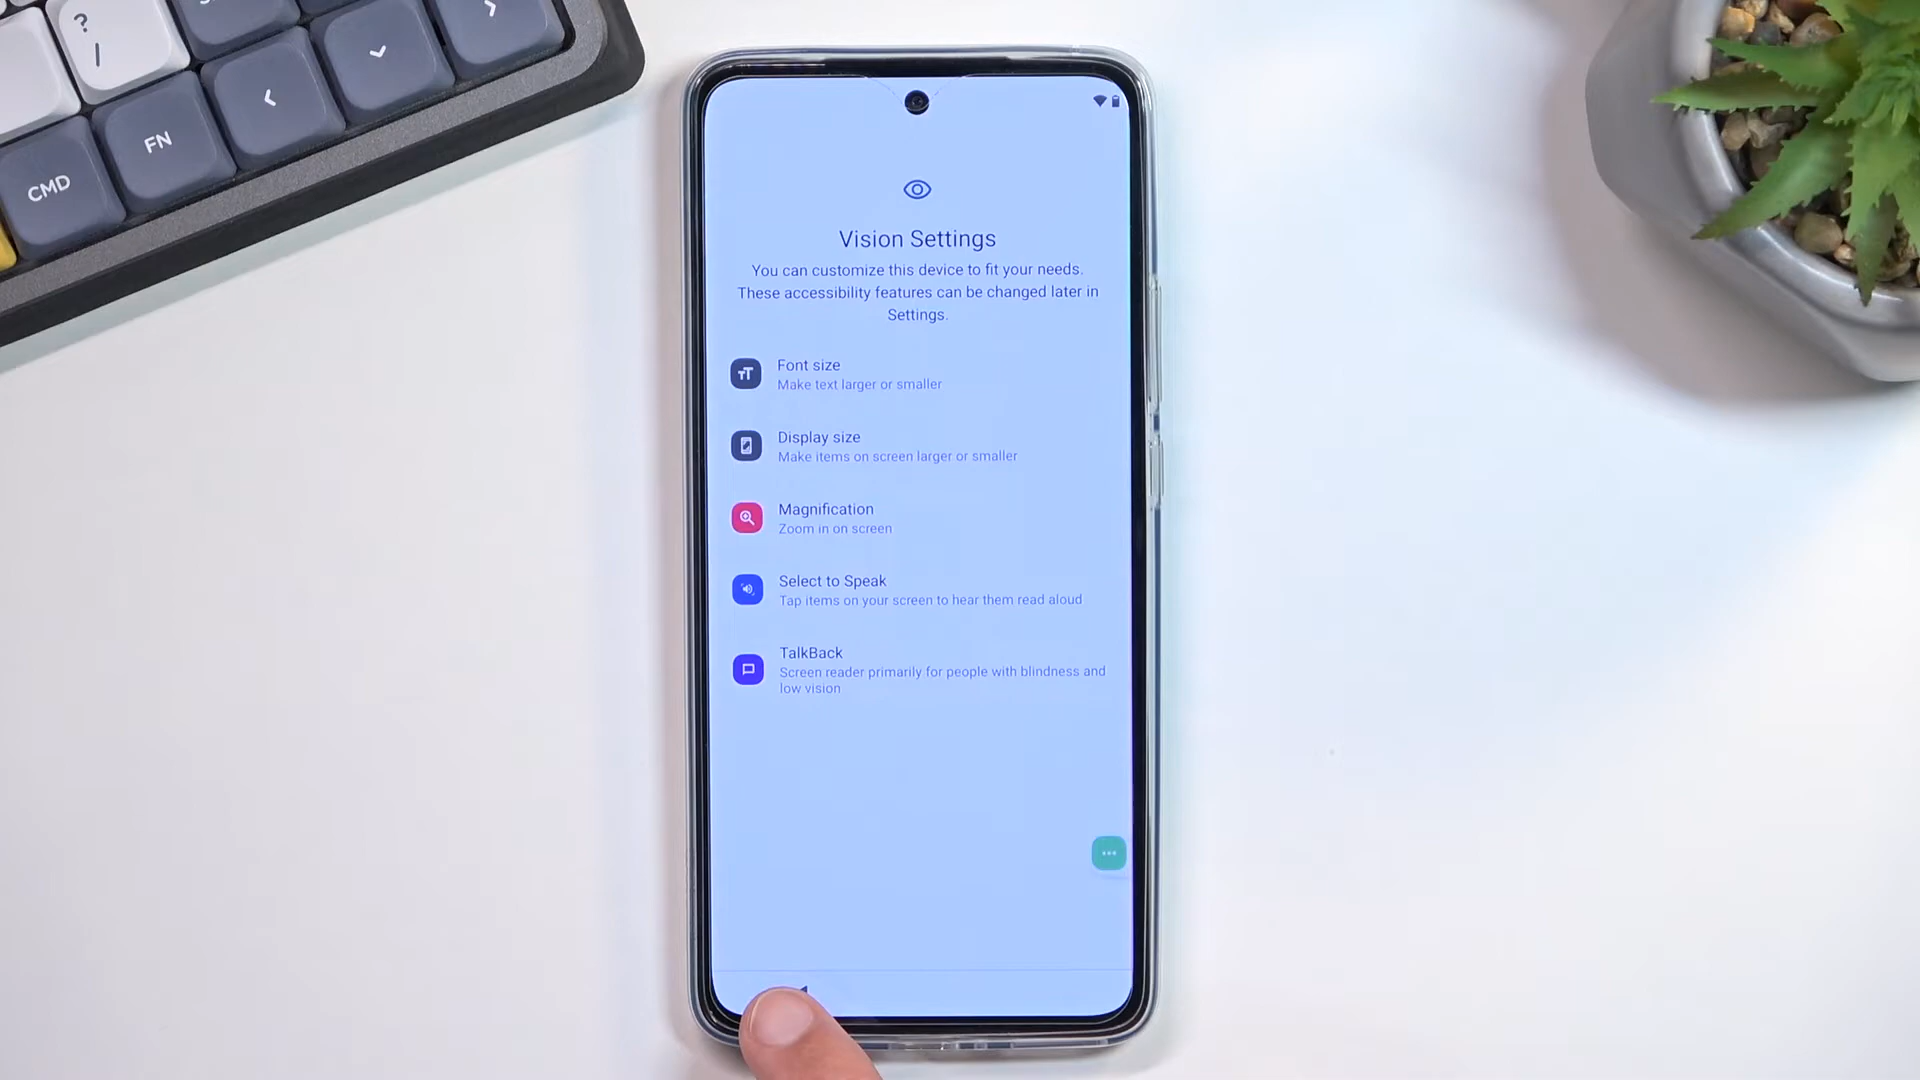 ?
/
FN
CMD
Vision Settings
You can customize this device to fit your needs.
These accessibility features can be changed later in
Settings.
Font size
Make text larger or smaller
Display size
Make items on screen larger or smaller
Magnification
Zoom in on screen
Select to Speak
Tap items on your screen to hear them read aloud
TalkBack
Screen reader primarily for people with blindness and
low vision